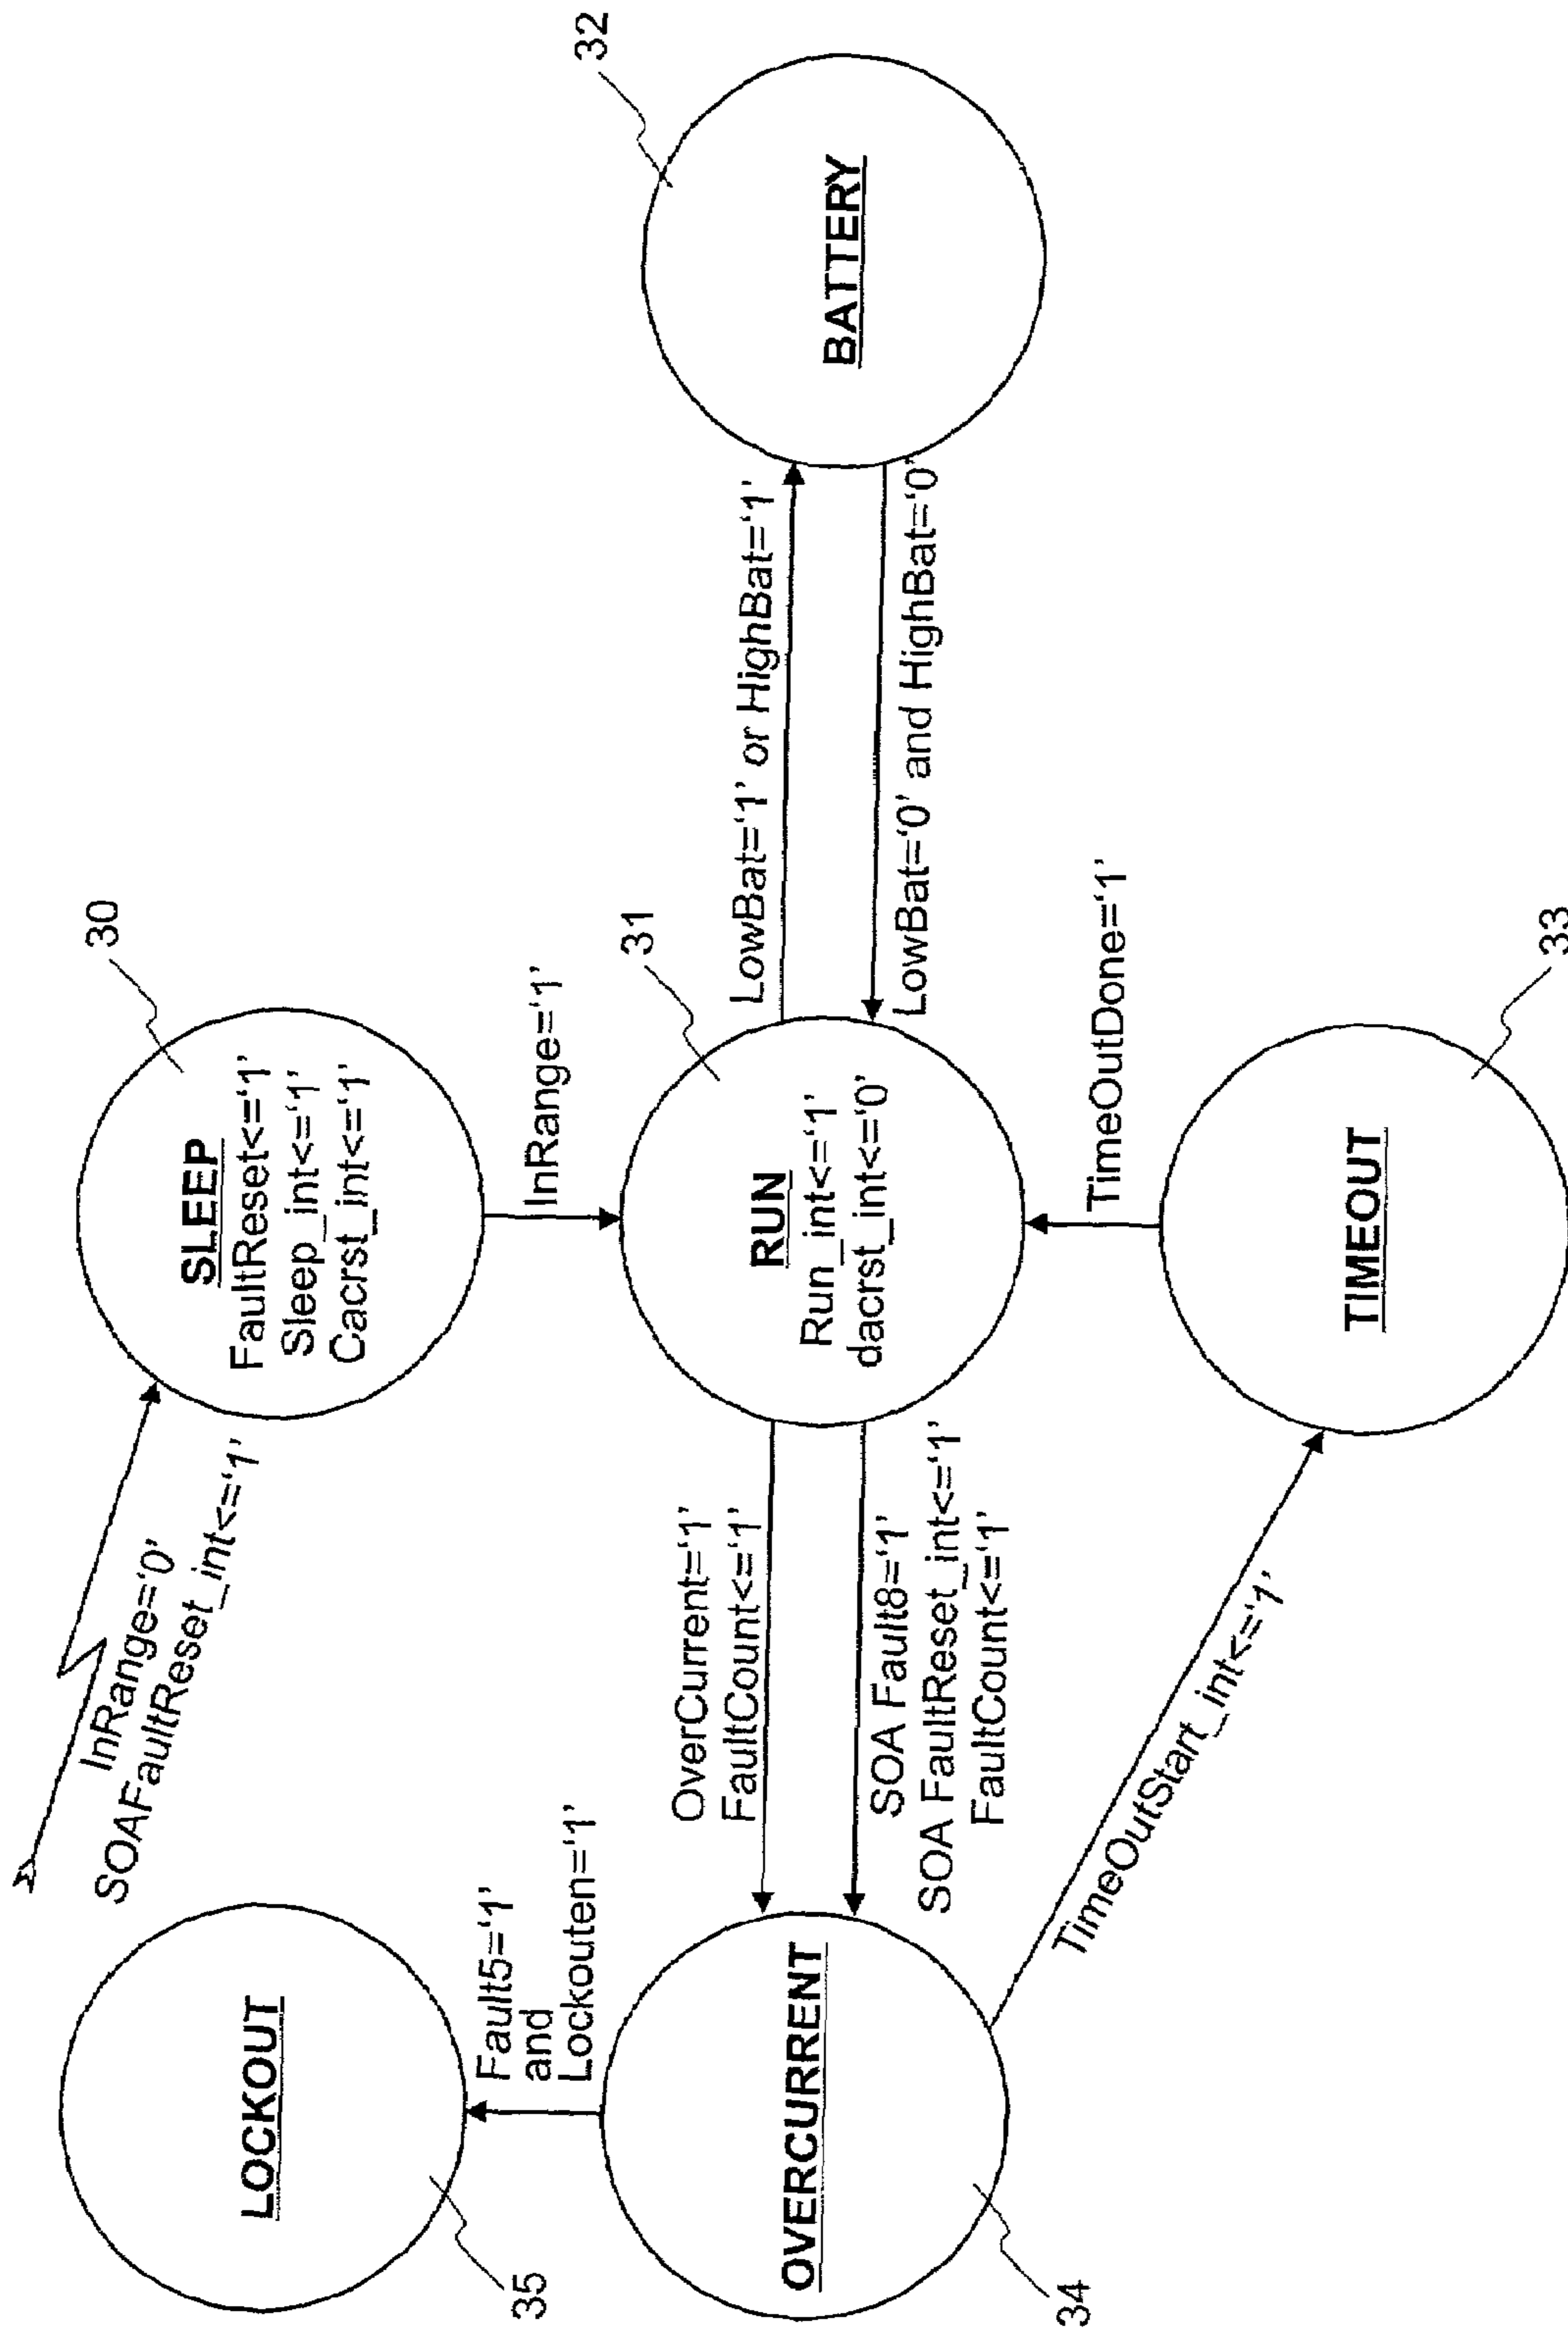 InRange='0'
SOAFaultReset_int<='1'
30
SLEEP
FaultReset<='1'
Sleep_int<='1'
Cacrst_int<='1'
InRange='1'
LOCKOUT
35
Fault5='1'
and
Lockouten='1'
OVERCURRENT
34
OverCurrent='1'
FaultCount<='1'
SOA Fault8='1'
SOA FaultReset_int<='1'
FaultCount<='1'
31
RUN
Run_int<='1'
dacrst_int<='0'
LowBat='1' or HighBat='1'
LowBat='0' and HighBat='0'
32
BATTERY
TimeOutStart_int<='1'
TimeOutDone='1'
TIMEOUT
33